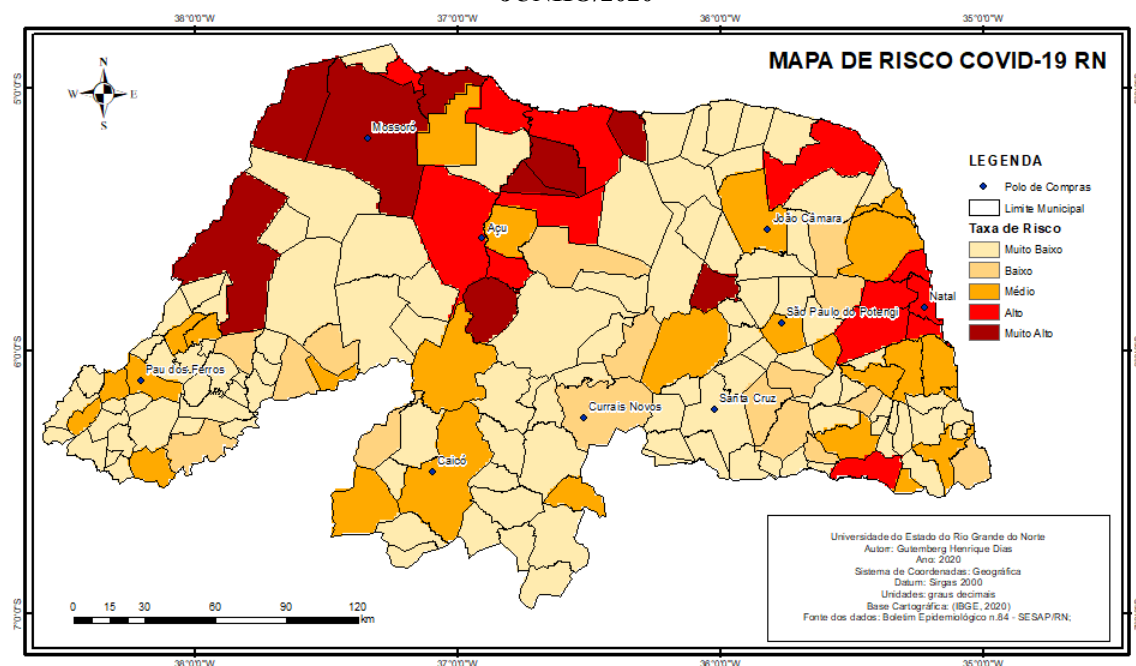 JUNHO/2020
38°0'0"W 37°0'0"W 36°0'0"W 35°0'0"W
MAPA DE RISCO COVID-19 RN
N
W E
S
5°0'0"S
Mossoró
LEGENDA
Polo de Compras
Limite Municipal
Taxa de Risco
Muito Baixo
Baixo
Médio
Alto
Muito Alto
João Câmara
Açu
Natal
São Paulo do Potengi
6°0'0"S
Pau dos Ferros
Santa Cruz
Currais Novos
Caicó
Universidade do Estado do Rio Grande do Norte
Autorr: Gutemberg Henrique Dias
Ano: 2020
Sistema de Coordenadas: Geográfica
Datum: Sirgas 2000
Unidades: graus decimais
Base Cartográfica: (IBGE, 2020)
Fonte dos dados: Boletim Epidemiológico n.84 - SESAP/RN;
0 15 30 60 90 120
km
7°0'0"S
38°0'0"W 37°0'0"W 36°0'0"W 35°0'0"W